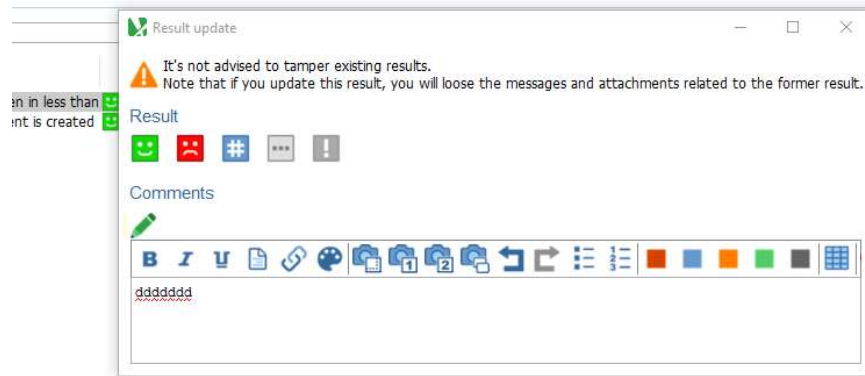 Result update
It's not advised to tamper existing results.
Note that if you update this result, you will loose the messages and attachments related to the former result.
en in less than
ent is created
Result
Comments
B I U 1 2
ddddddd